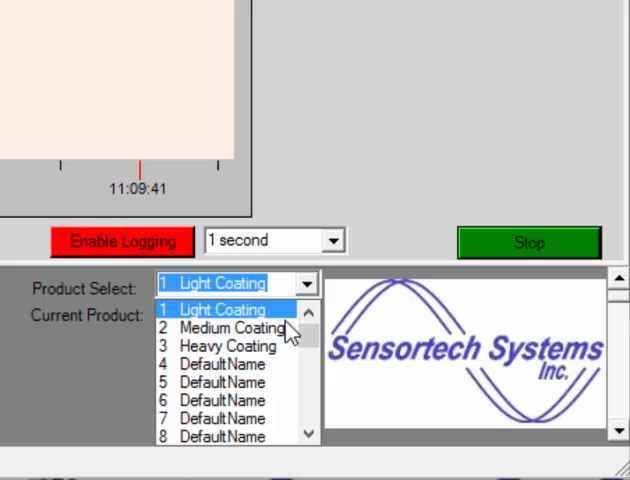 11:09:41
Enable Logging
1 second
Stop
Product Select:
1 Light Coating
Current Product:
1 Light Coating
2 Medium Coating
3 Heavy Coating
4 DefaultName
5 DefaultName
6 DefaultName
7 DefaultName
8 DefaultName
Sensortech Systems
Inc.